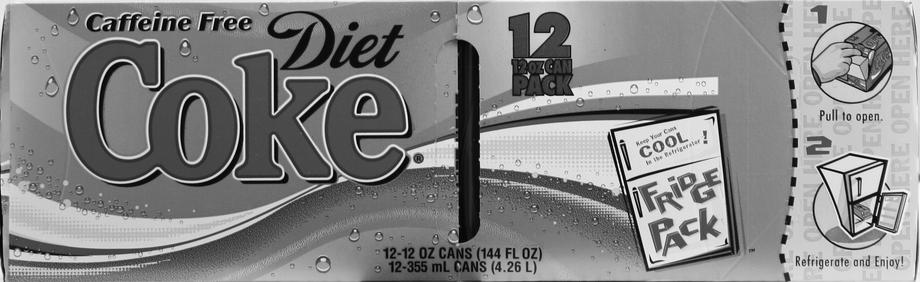 Caffeine Free
Diet
Coke®
12
12 oz CAN
PACK
Keep Your Cans
COOL
In the Refrigerator!
FRIDGE
PACK
™
12-12 OZ CANS (144 FL OZ)
12-355 mL CANS (4.26 L)
1
Pull to open.
2
Refrigerate and Enjoy!
OPEN HERE OPEN HERE